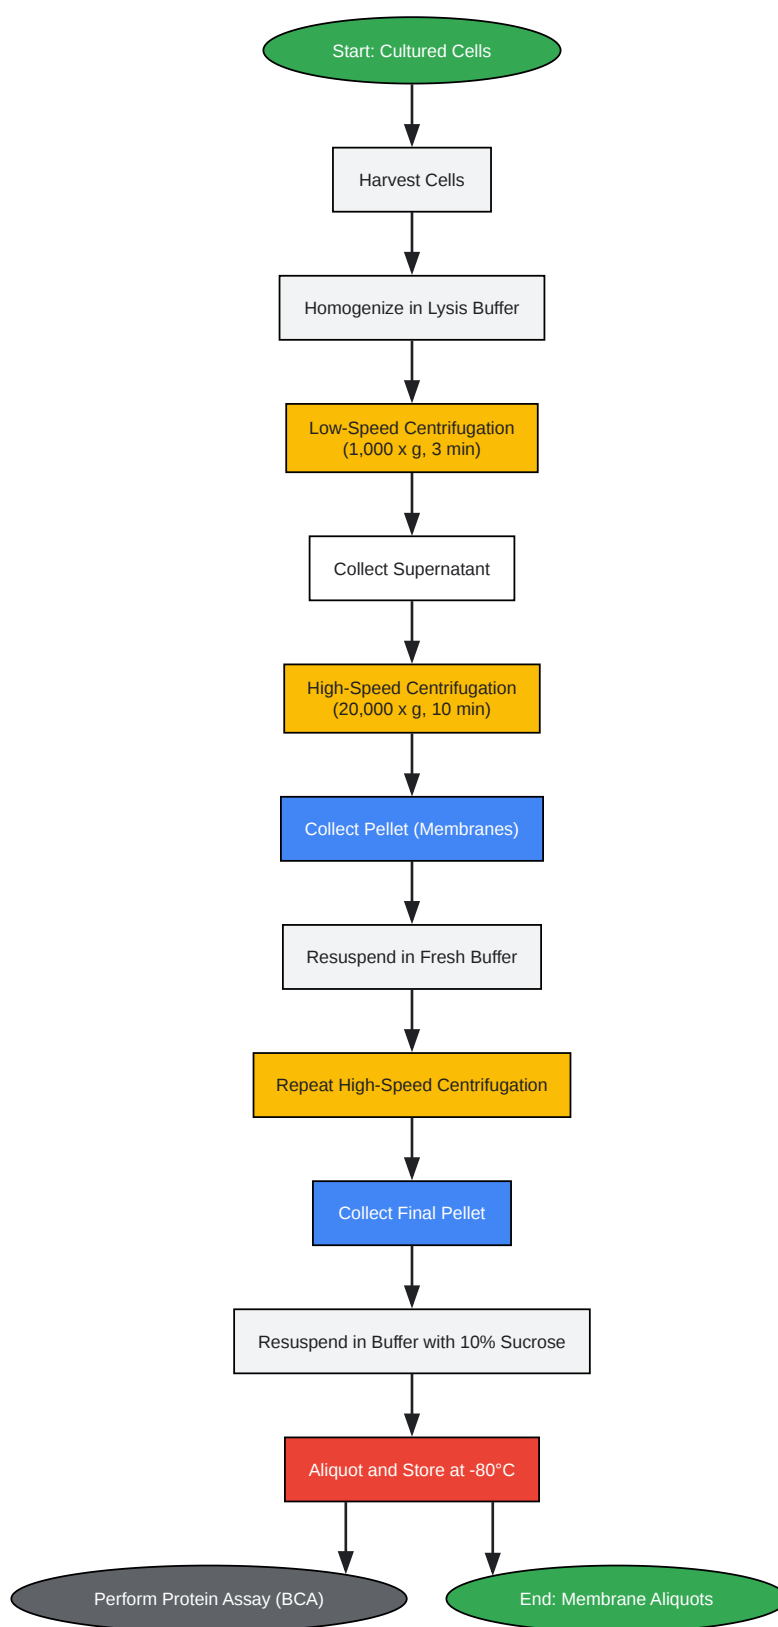 Start: Cultured Cells
Harvest Cells
Homogenize in Lysis Buffer
Low-Speed Centrifugation
(1,000 x g, 3 min)
Collect Supernatant
High-Speed Centrifugation
(20,000 x g, 10 min)
Collect Pellet (Membranes)
Resuspend in Fresh Buffer
Repeat High-Speed Centrifugation
Collect Final Pellet
Resuspend in Buffer with 10% Sucrose
Aliquot and Store at -80°C
Perform Protein Assay (BCA)
End: Membrane Aliquots